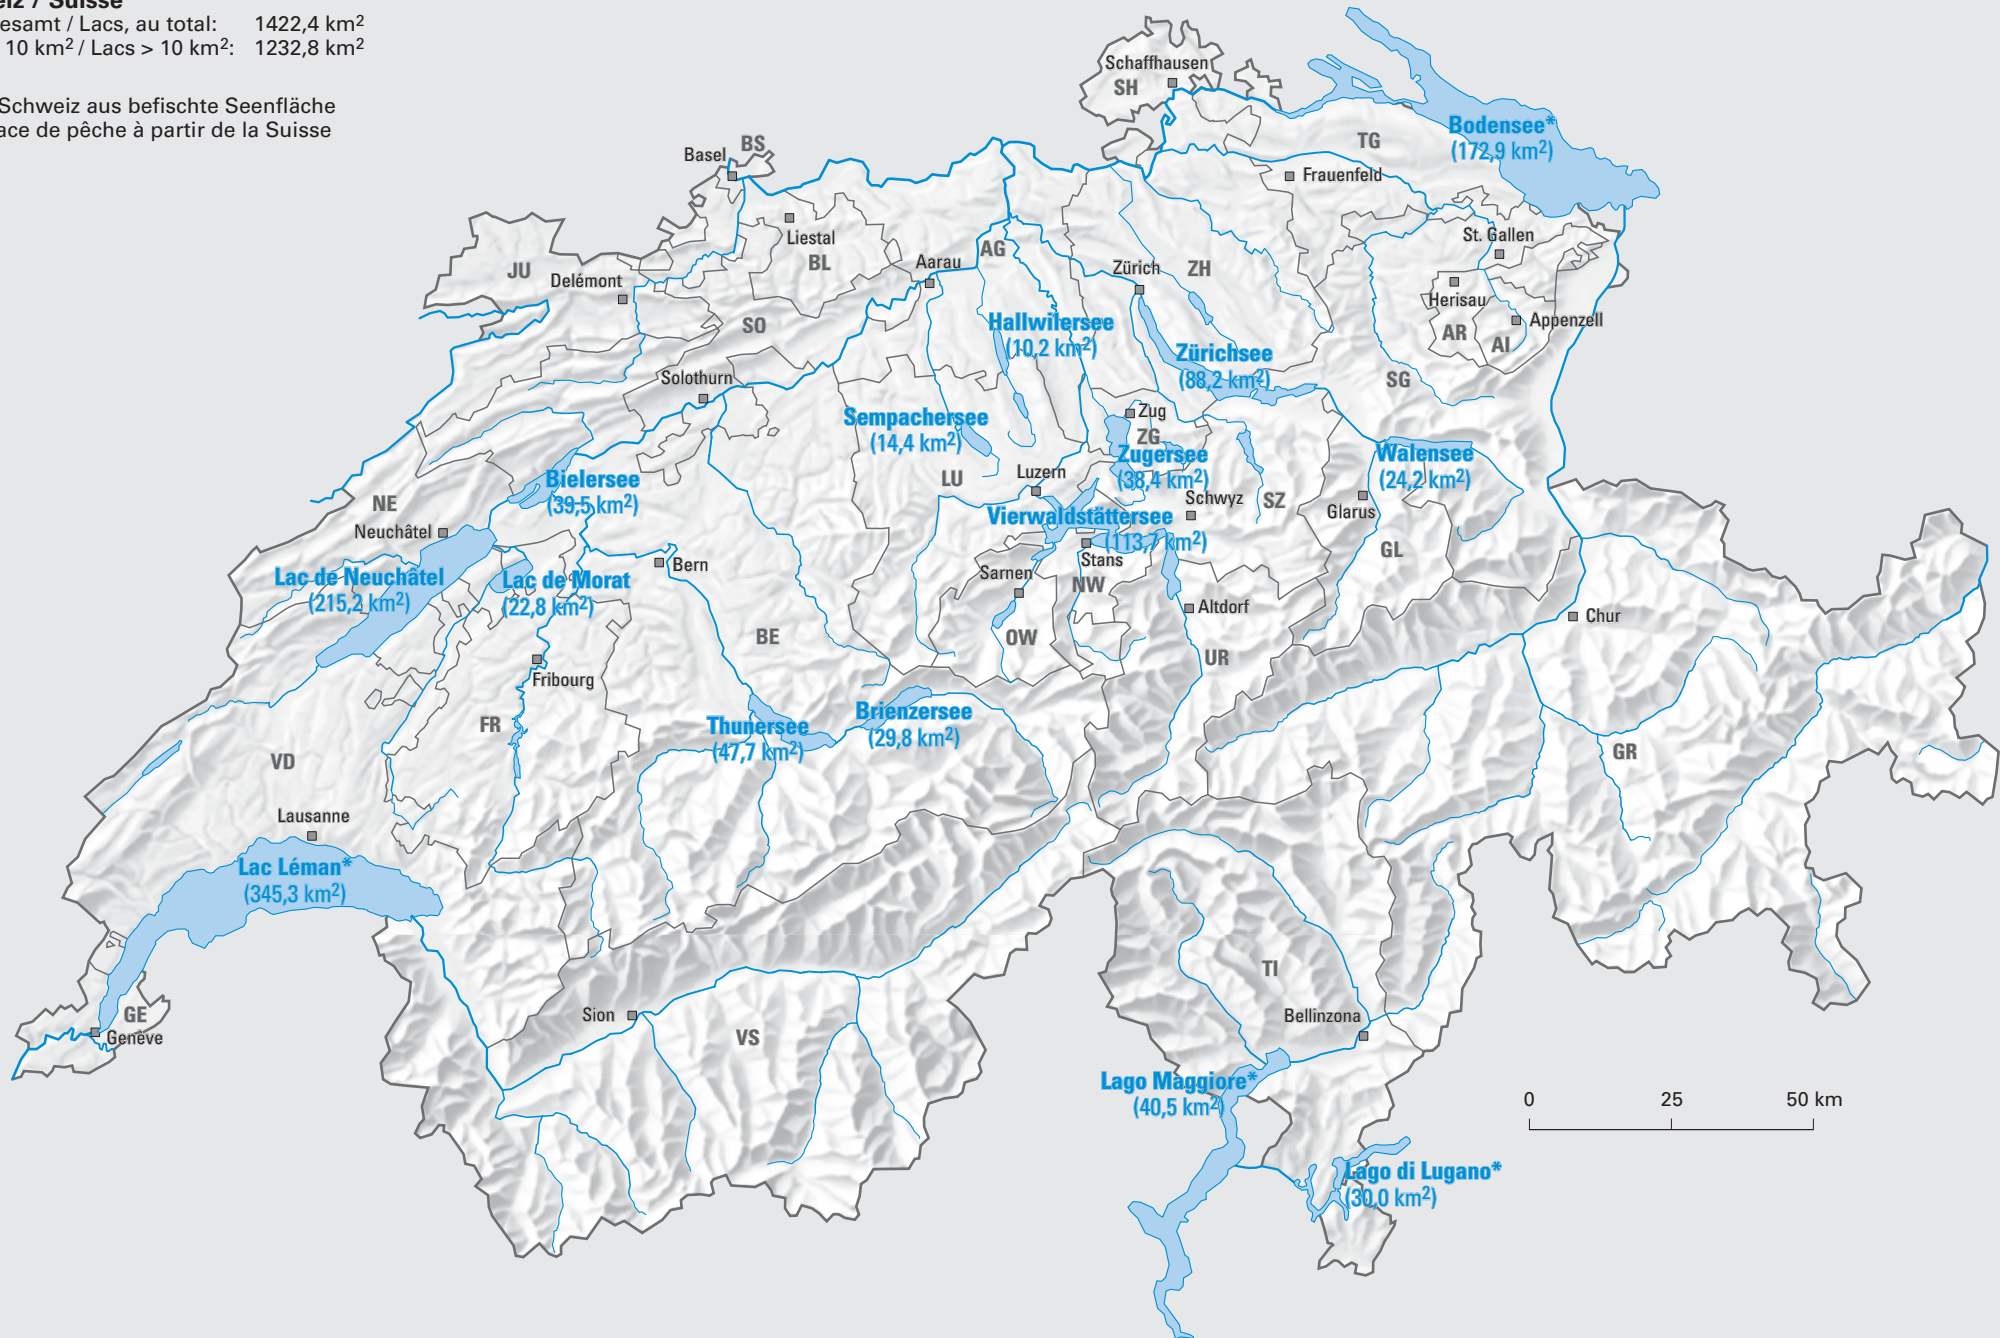 Suisse
Lacs, au total: 1422,4 km²
10 km² / Lacs > 10 km²: 1232,8 km²
Schweiz aus befischte Seenfläche
de pêche à partir de la Suisse
Schaffhausen
SH
Bodensee*
(172,9 km²)
TG
BS
Basel
Frauenfeld
Liestal
BL
St. Gallen
AG
Aarau
JU
Delémont
Zürich
ZH
Herisau
Appenzell
AR
AI
SO
Hallwilersee
(10,2 km²)
Zürichsee
(88,2 km²)
Solothurn
SG
Sempachersee
(14,4 km²)
Zug
ZG
Zugersee
(38,4 km²)
Walensee
(24,2 km²)
Bielersee
(39,5 km²)
LU
Luzern
Schwyz
SZ
Glarus
NE
Neuchâtel
Vierwaldstättersee
(113,7 km²)
GL
Stans
Bern
Lac de Neuchâtel
(215,2 km²)
Lac de Morat
(22,8 km²)
Sarnen
NW
Altdorf
Chur
BE
OW
UR
Fribourg
FR
Thunersee
(47,7 km²)
Brienzersee
(29,8 km²)
GR
VD
Lausanne
Lac Léman*
(345,3 km²)
TI
GE
Genève
Sion
VS
Bellinzona
Lago Maggiore*
(40,5 km²)
0 25 50 km
Lago di Lugano*
(30,0 km²)